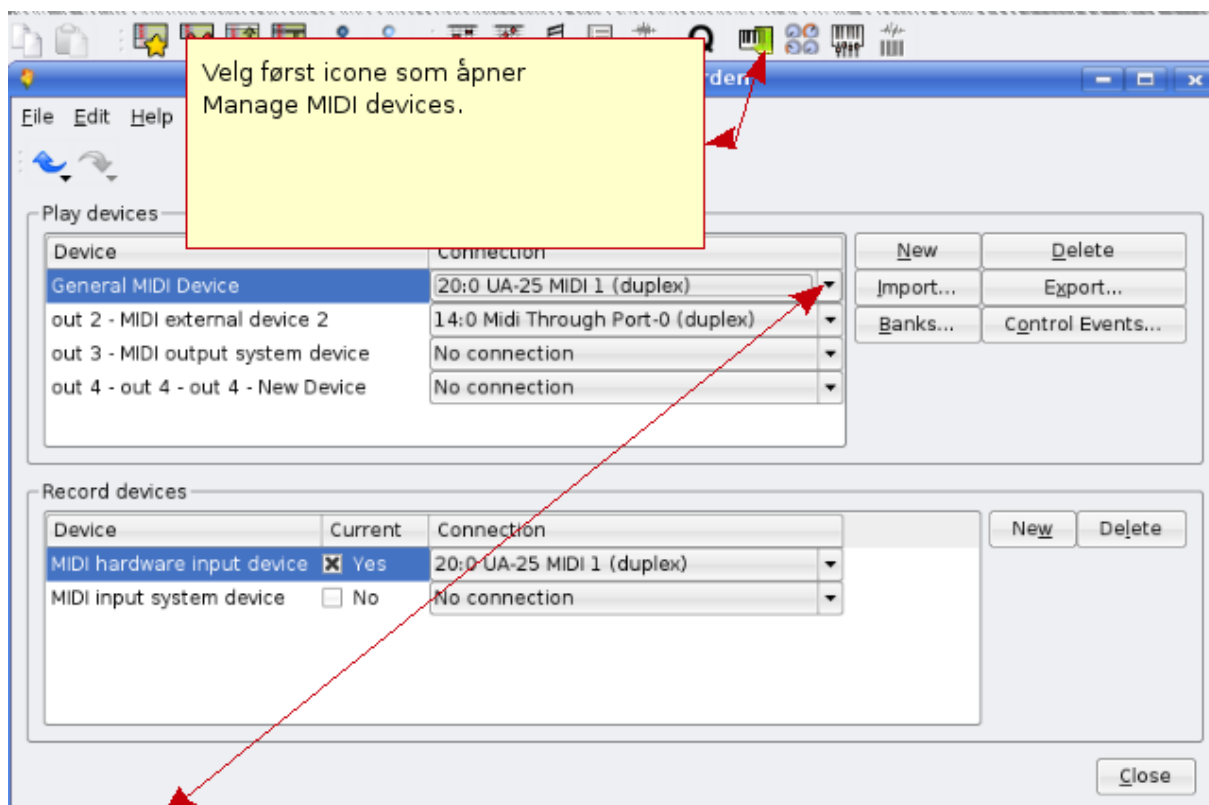 Velg først icone som åpner
Manage MIDI devices.
rden
File Edit Help
Play devices
Device Connection
General MIDI Device 20:0 UA-25 MIDI 1 (duplex)
out 2 - MIDI external device 2 14:0 Midi Through Port-0 (duplex)
out 3 - MIDI output system device No connection
out 4 - out 4 - out 4 - New Device No connection
New Delete
Import... Export...
Banks... Control Events...
Record devices
Device Current Connection
MIDI hardware input device Yes 20:0 UA-25 MIDI 1 (duplex)
MIDI input system device No No connection
New Delete
Close